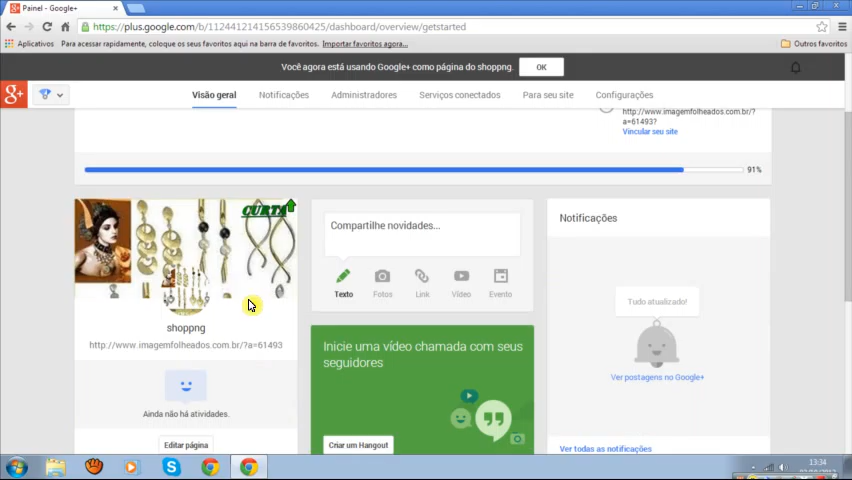 Painel - Google+
https://plus.google.com/b/112441214156539860425/dashboard/overview/getstarted
Aplicativos Para acessar rapidamente, coloque os seus favoritos aqui na barra de favoritos. Importar favoritos agora... Outros favoritos
Você agora está usando Google+ como página do shoppng. OK
g+ Visão geral Notificações Administradores Serviços conectados Para seu site Configurações
http://www.imagemfolheados.com.br/?
a=61493?
Vincular seu site
91%
CURTA
Compartilhe novidades...
Texto Fotos Link Vídeo Evento
Notificações
Tudo atualizado!
Ver postagens no Google+
Ver todas as notificações
shoppng
http://www.imagemfolheados.com.br/?a=61493
Ainda não há atividades.
Editar página
Inicie uma vídeo chamada com seus
seguidores
Criar um Hangout
13:34